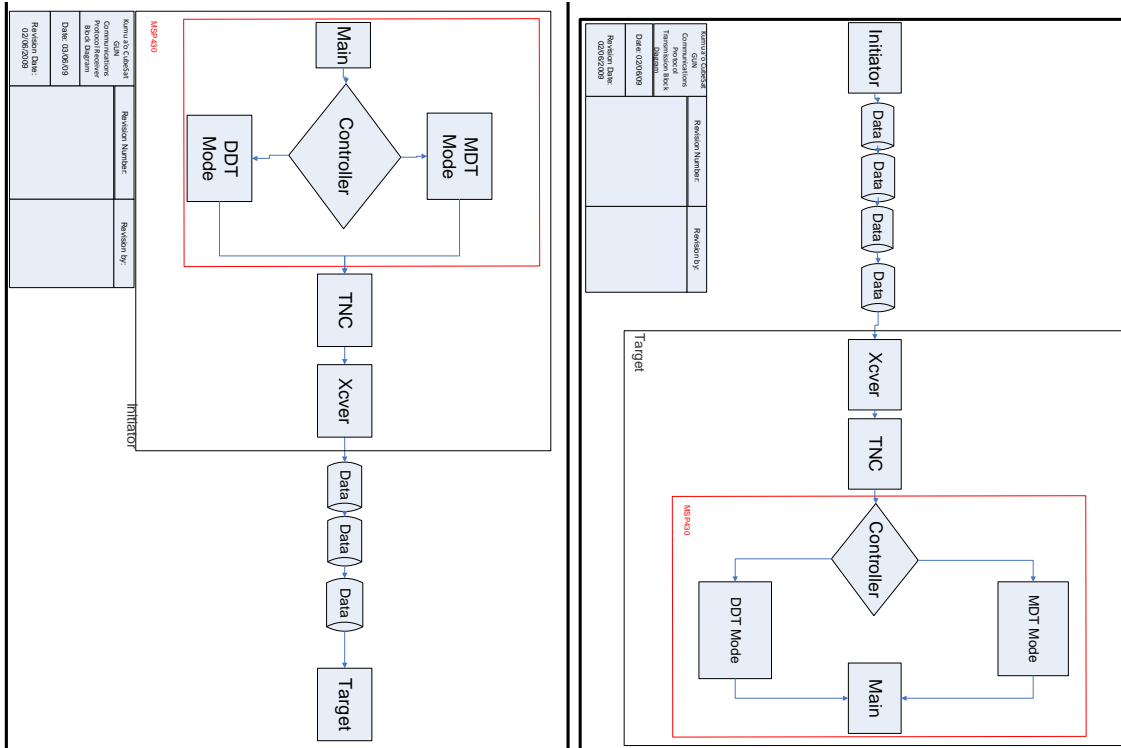 MDT Mode
Initiator
Data
Data
Data
Data
Xcver
TNC
Controller
Main
DDT Mode
MSP430
Kumu a'o CubeSat
GUN
Communications
Protocol
Transmission Block
Diagram
Revision Number:
Revision by:
Date: 02/06/09
Target
Revision Date:
02/06/2009
MDT
Mode
Main
Controller
TNC
Xcver
Data
Data
Data
Target
DDT
Mode
MSP430
Initiator
Kumu a'o CubeSat
GUN
Communications
Protocol Receiver
Block Diagram
Revision Number:
Revision by:
Date: 03/06/09
Revision Date:
02/06/2009